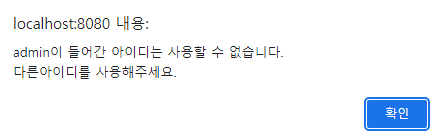 localhost:8080 내용:
admin이 들어간 아이디는 사용할 수 없습니다.
다른아이디를 사용해주세요.
확인